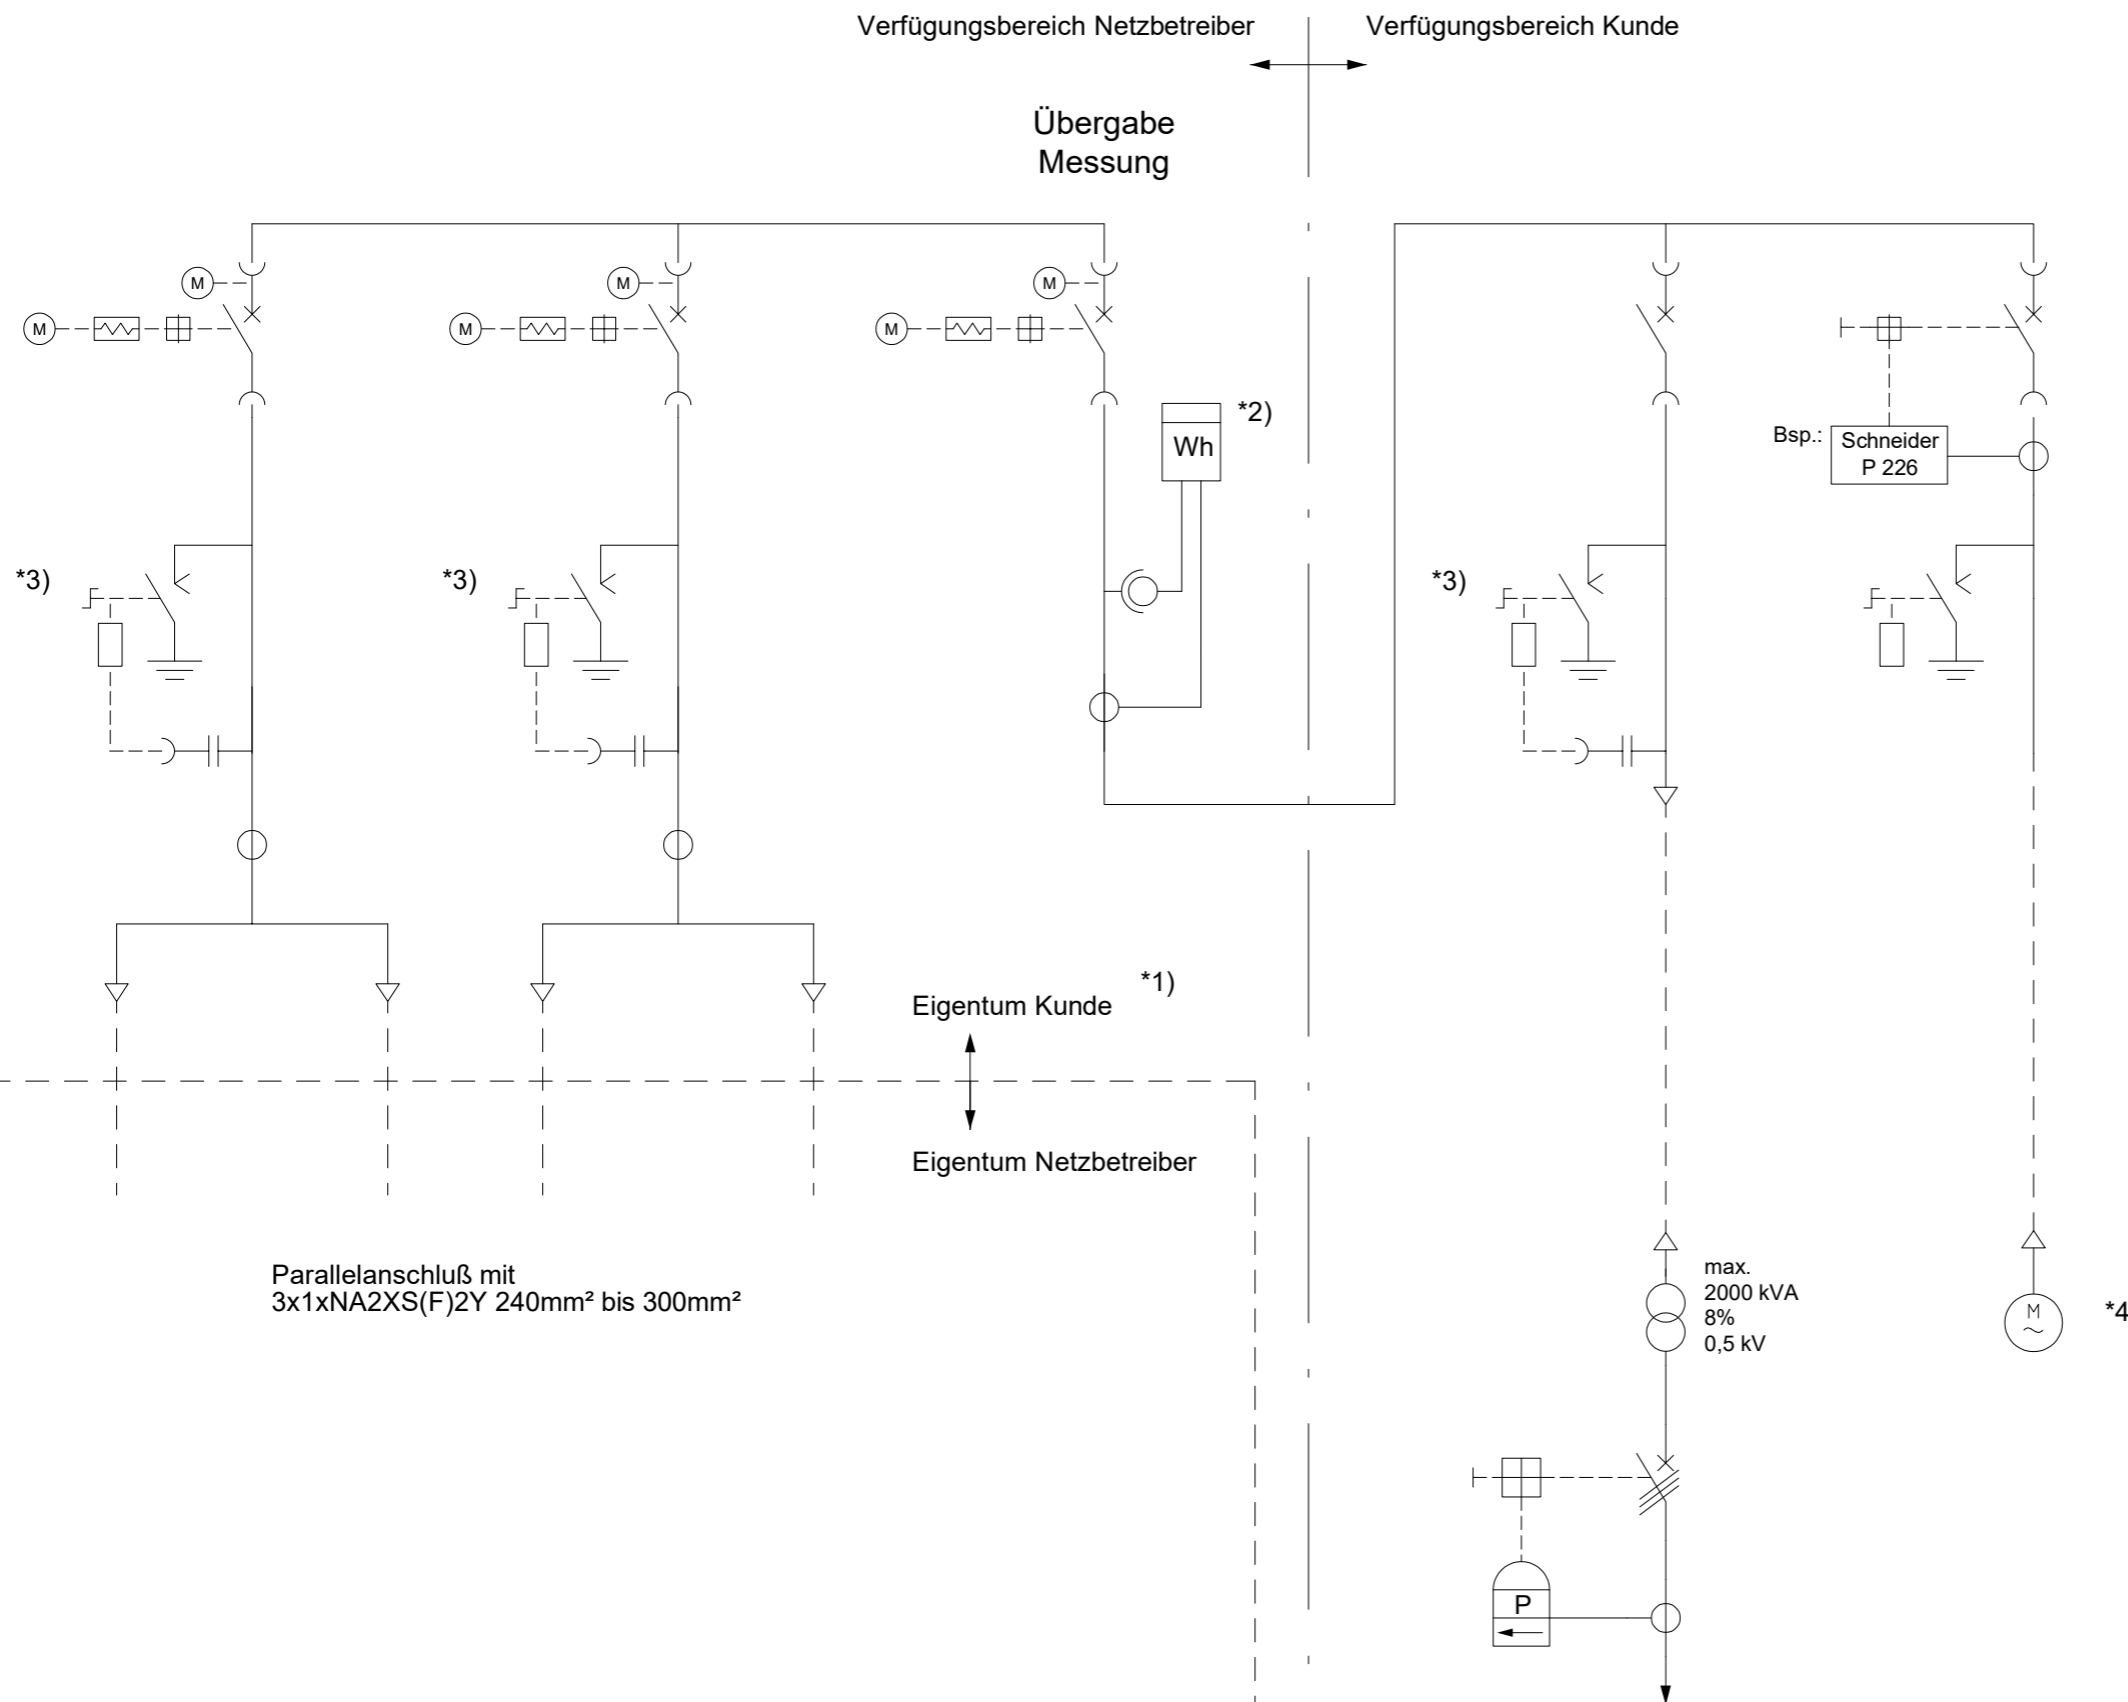 Verfügungsbereich Netzbetreiber
Verfügungsbereich Kunde
Übergabe
Messung
M
M
M
M
M
M
*2)
Wh
Bsp.:
Schneider
P 226
*3)
*3)
*3)
*1)
Eigentum Kunde
Eigentum Netzbetreiber
Parallelanschluß mit
3x1xNA2XS(F)2Y 240mm² bis 300mm²
max.
2000 kVA
8%
0,5 kV
M
~
*4
P